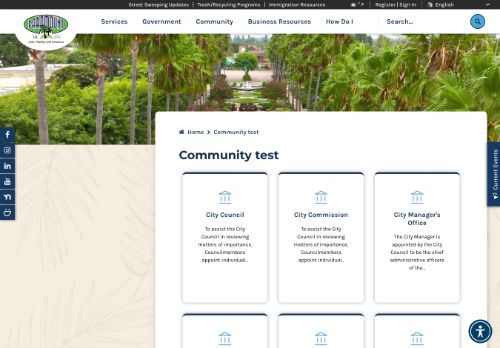 Street Sweeping Updates | Trash/Recycling Programs | Immigration Resources
° F | Register | Sign In | English
PARAMOUNT
Services Government Community Business Resources How Do I Search...
Home > Community test
Community test
Current Events
City Council
To assist the City
Council in reviewing
matters of importance,
Councilmembers
appoint individual...
City Commission
To assist the City
Council in reviewing
matters of importance,
Councilmembers
appoint individual...
City Manager's
Office
The City Manager is
appointed by the City
Council to be the chief
administrative officers
of the...